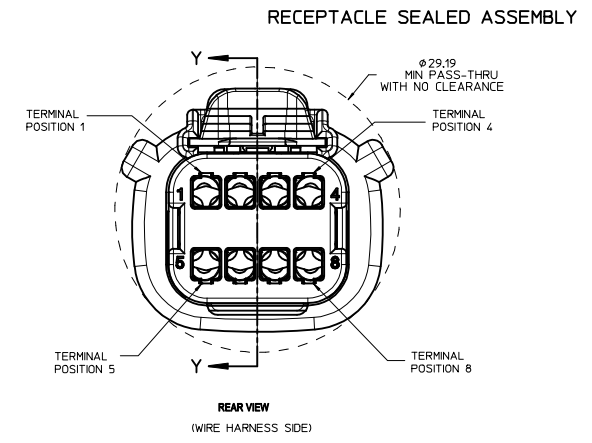 RECEPTACLE SEALED ASSEMBLY
Y
⌀29.19
MIN PASS-THRU
WITH NO CLEARANCE
TERMINAL
POSITION 1
TERMINAL
POSITION 4
1
4
5
8
TERMINAL
POSITION 5
Y
TERMINAL
POSITION 8
REAR VIEW
(WIRE HARNESS SIDE)